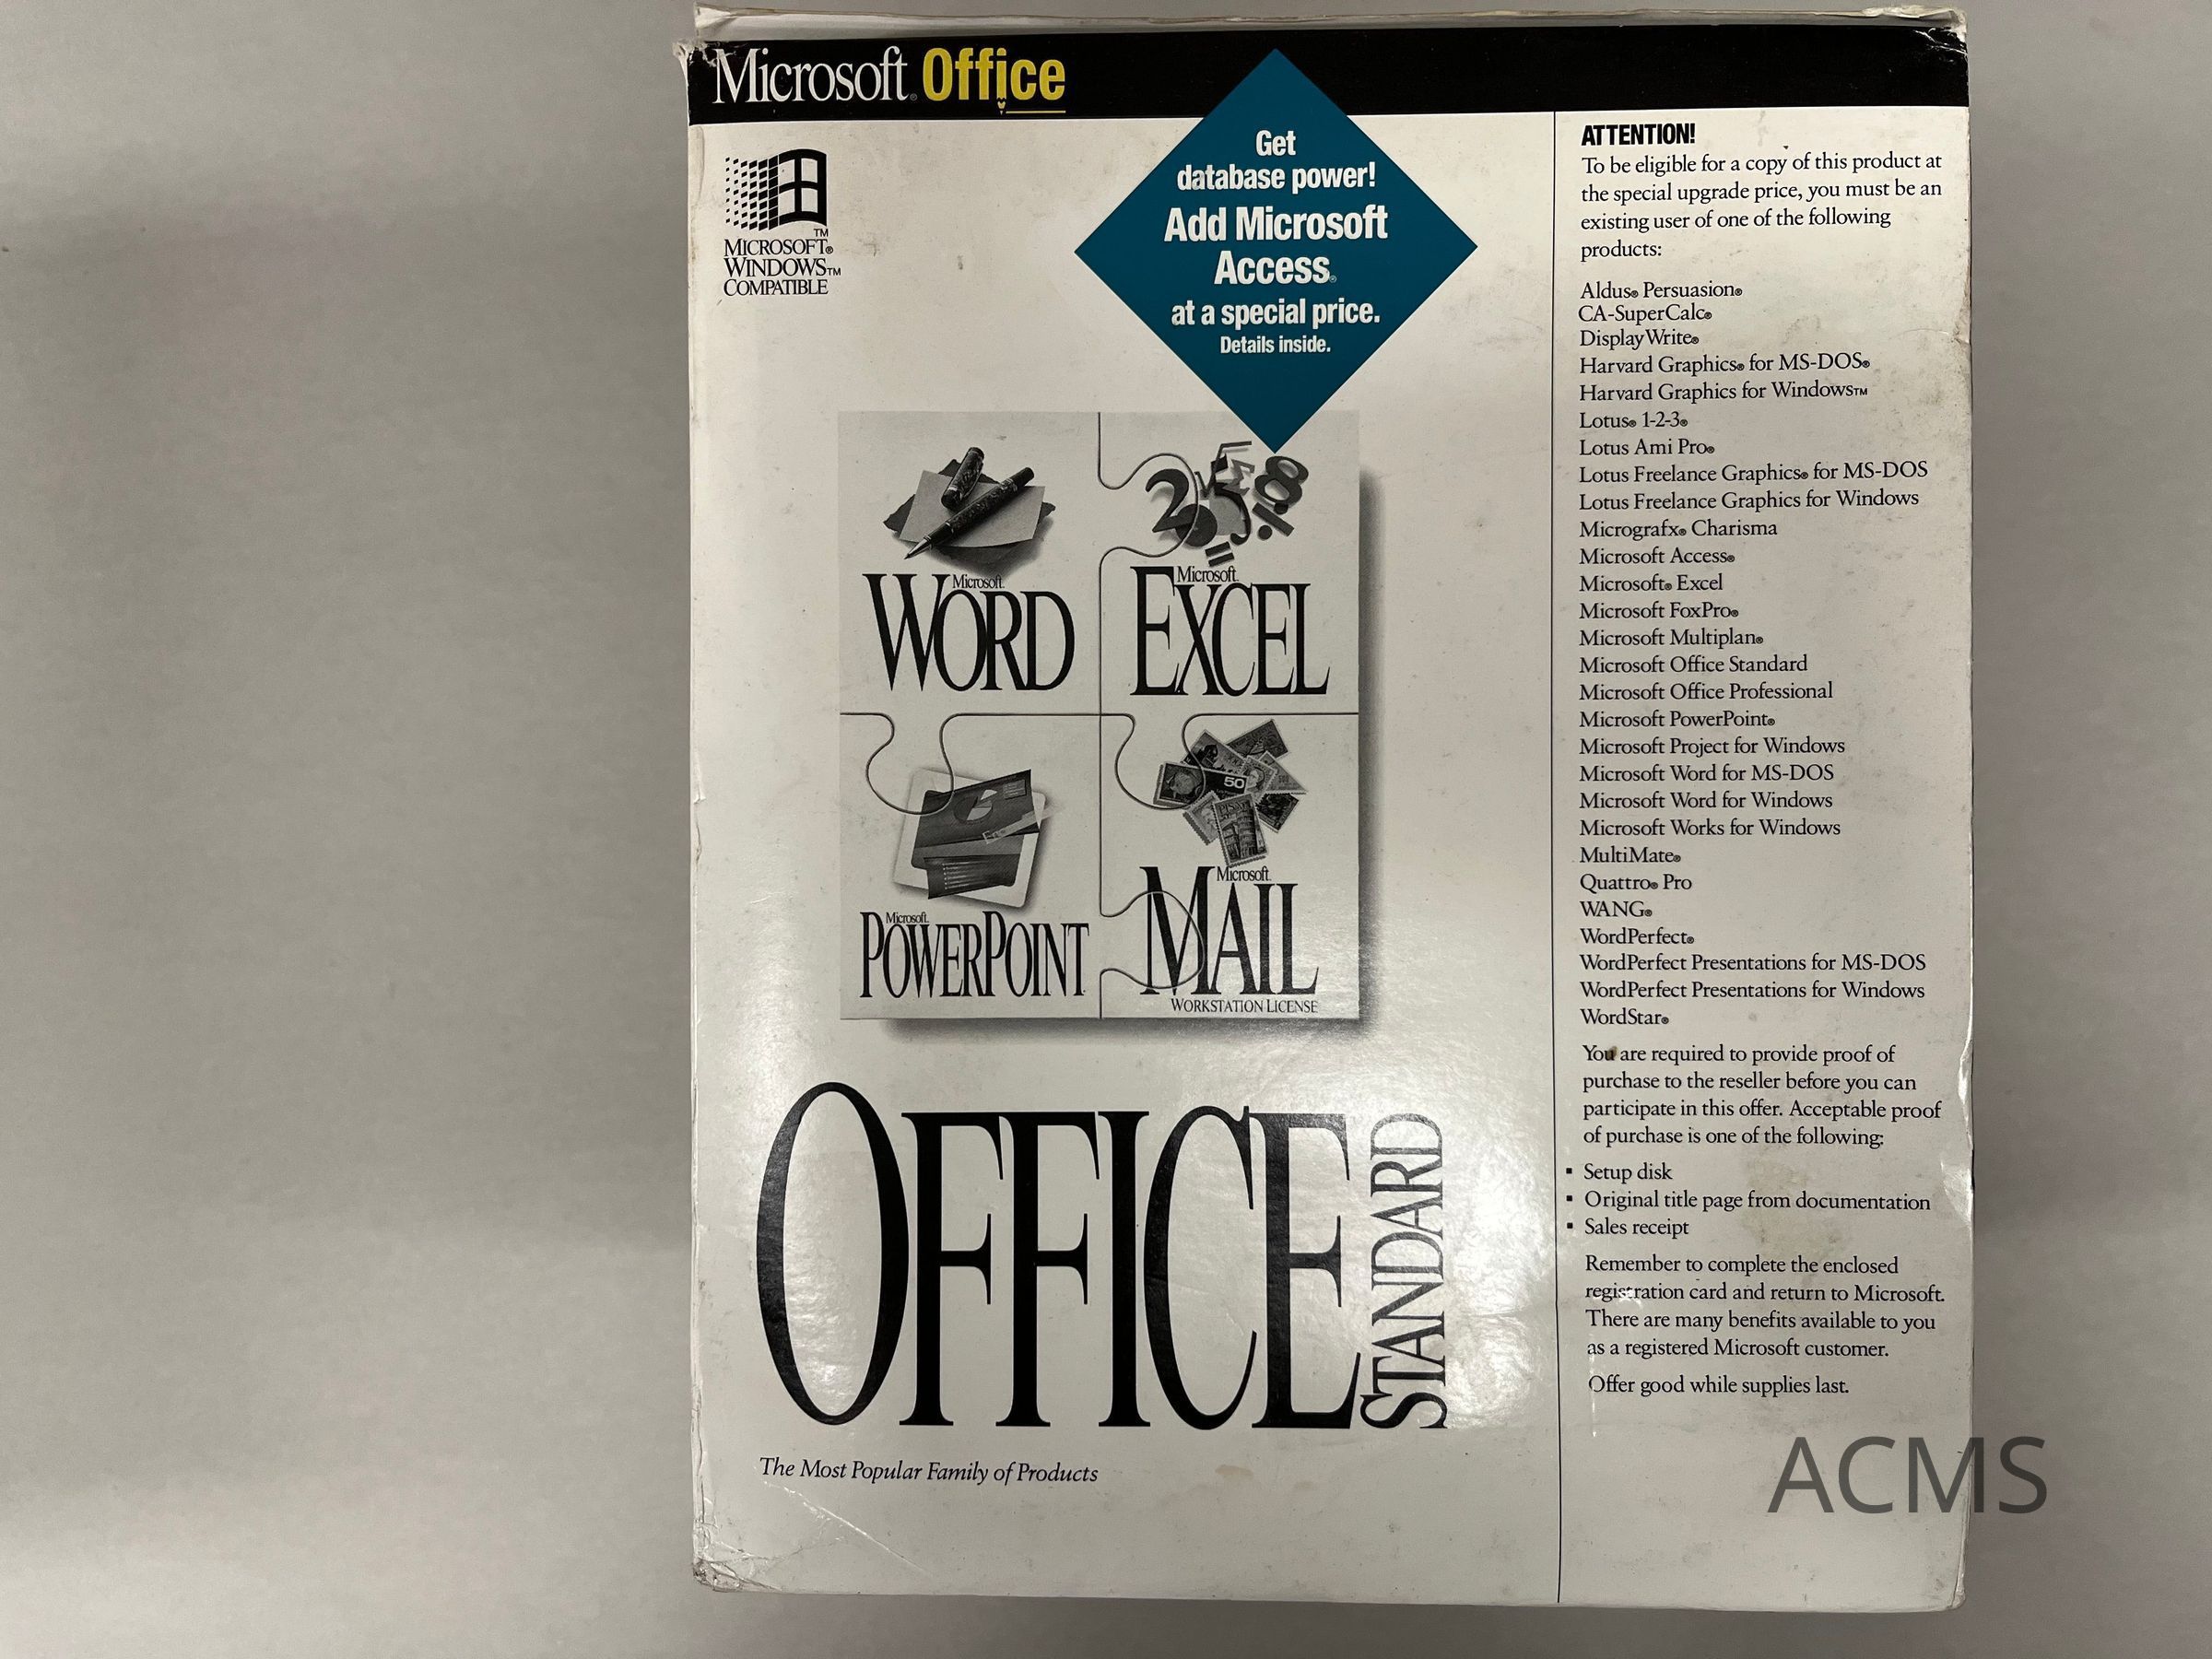 Microsoft® Office
MICROSOFT®
WINDOWS™
COMPATIBLE
Get
database power!
Add Microsoft
Access®
at a special price.
Details inside.
Microsoft®
WORD
Microsoft®
EXCEL
50
Microsoft®
POWERPOINT
Microsoft®
MAIL
WORKSTATION LICENSE
OFFICE
STANDARD
The Most Popular Family of Products
ATTENTION!
To be eligible for a copy of this product at
the special upgrade price, you must be an
existing user of one of the following
products:
Aldus® Persuasion®
CA-SuperCalc®
DisplayWrite®
Harvard Graphics® for MS-DOS®
Harvard Graphics for Windows™
Lotus® 1-2-3®
Lotus Ami Pro®
Lotus Freelance Graphics® for MS-DOS
Lotus Freelance Graphics for Windows
Micrografx® Charisma
Microsoft Access®
Microsoft® Excel
Microsoft FoxPro®
Microsoft Multiplan®
Microsoft Office Standard
Microsoft Office Professional
Microsoft PowerPoint®
Microsoft Project for Windows
Microsoft Word for MS-DOS
Microsoft Word for Windows
Microsoft Works for Windows
MultiMate®
Quattro® Pro
WANG®
WordPerfect®
WordPerfect Presentations for MS-DOS
WordPerfect Presentations for Windows
WordStar®
You are required to provide proof of
purchase to the reseller before you can
participate in this offer. Acceptable proof
of purchase is one of the following:
▪ Setup disk
▪ Original title page from documentation
▪ Sales receipt
Remember to complete the enclosed
registration card and return to Microsoft.
There are many benefits available to you
as a registered Microsoft customer.
Offer good while supplies last.
ACMS